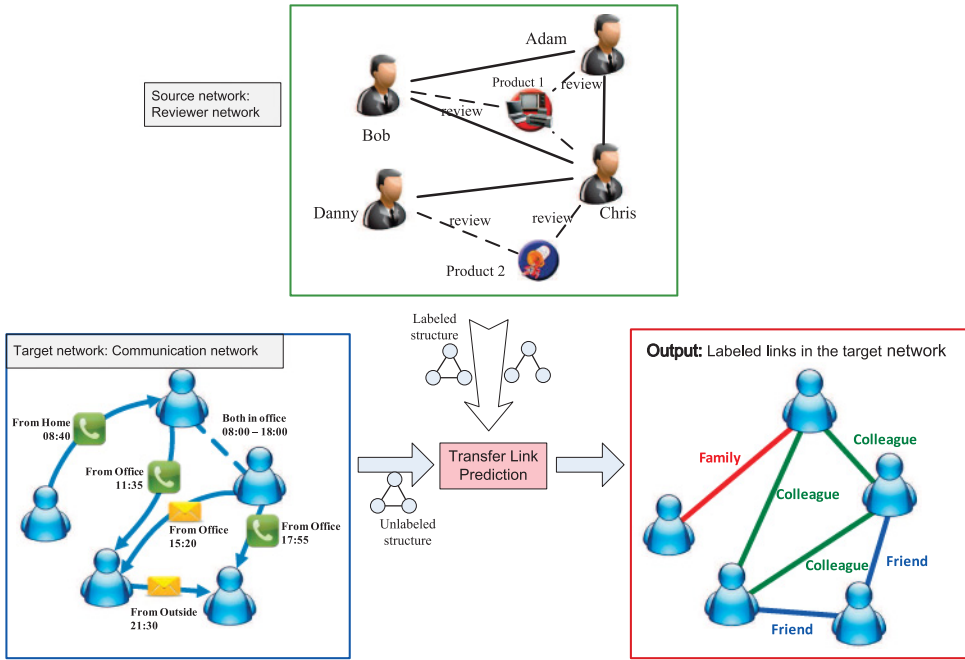 Adam
Product 1
review
review
Source network:
Reviewer network
Bob
Danny
Chris
review
review
Product 2
Labeled
structure
Target network: Communication network
From Home
08:40
Both in office
08:00 – 18:00
From Office
11:35
From Office
15:20
From Office
17:55
From Outside
21:30
Transfer Link
Prediction
Unlabeled
structure
Output: Labeled links in the target network
Family
Colleague
Colleague
Colleague
Friend
Friend